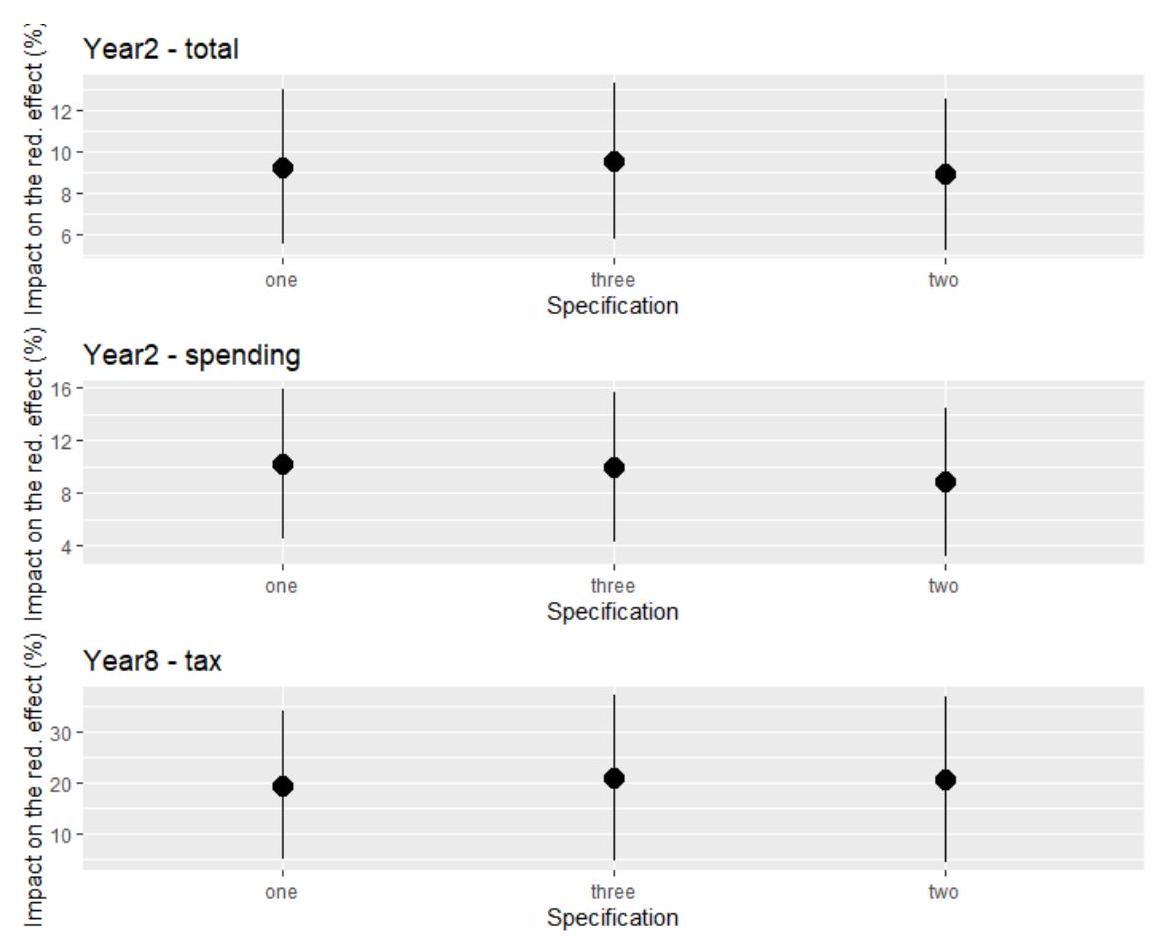 Year2 - total
Impact on the red. effect (%)
12
10
8
6
one three two
Specification
Year2 - spending
Impact on the red. effect (%)
16
12
8
4
one three two
Specification
Year8 - tax
Impact on the red. effect (%)
30
20
10
one three two
Specification